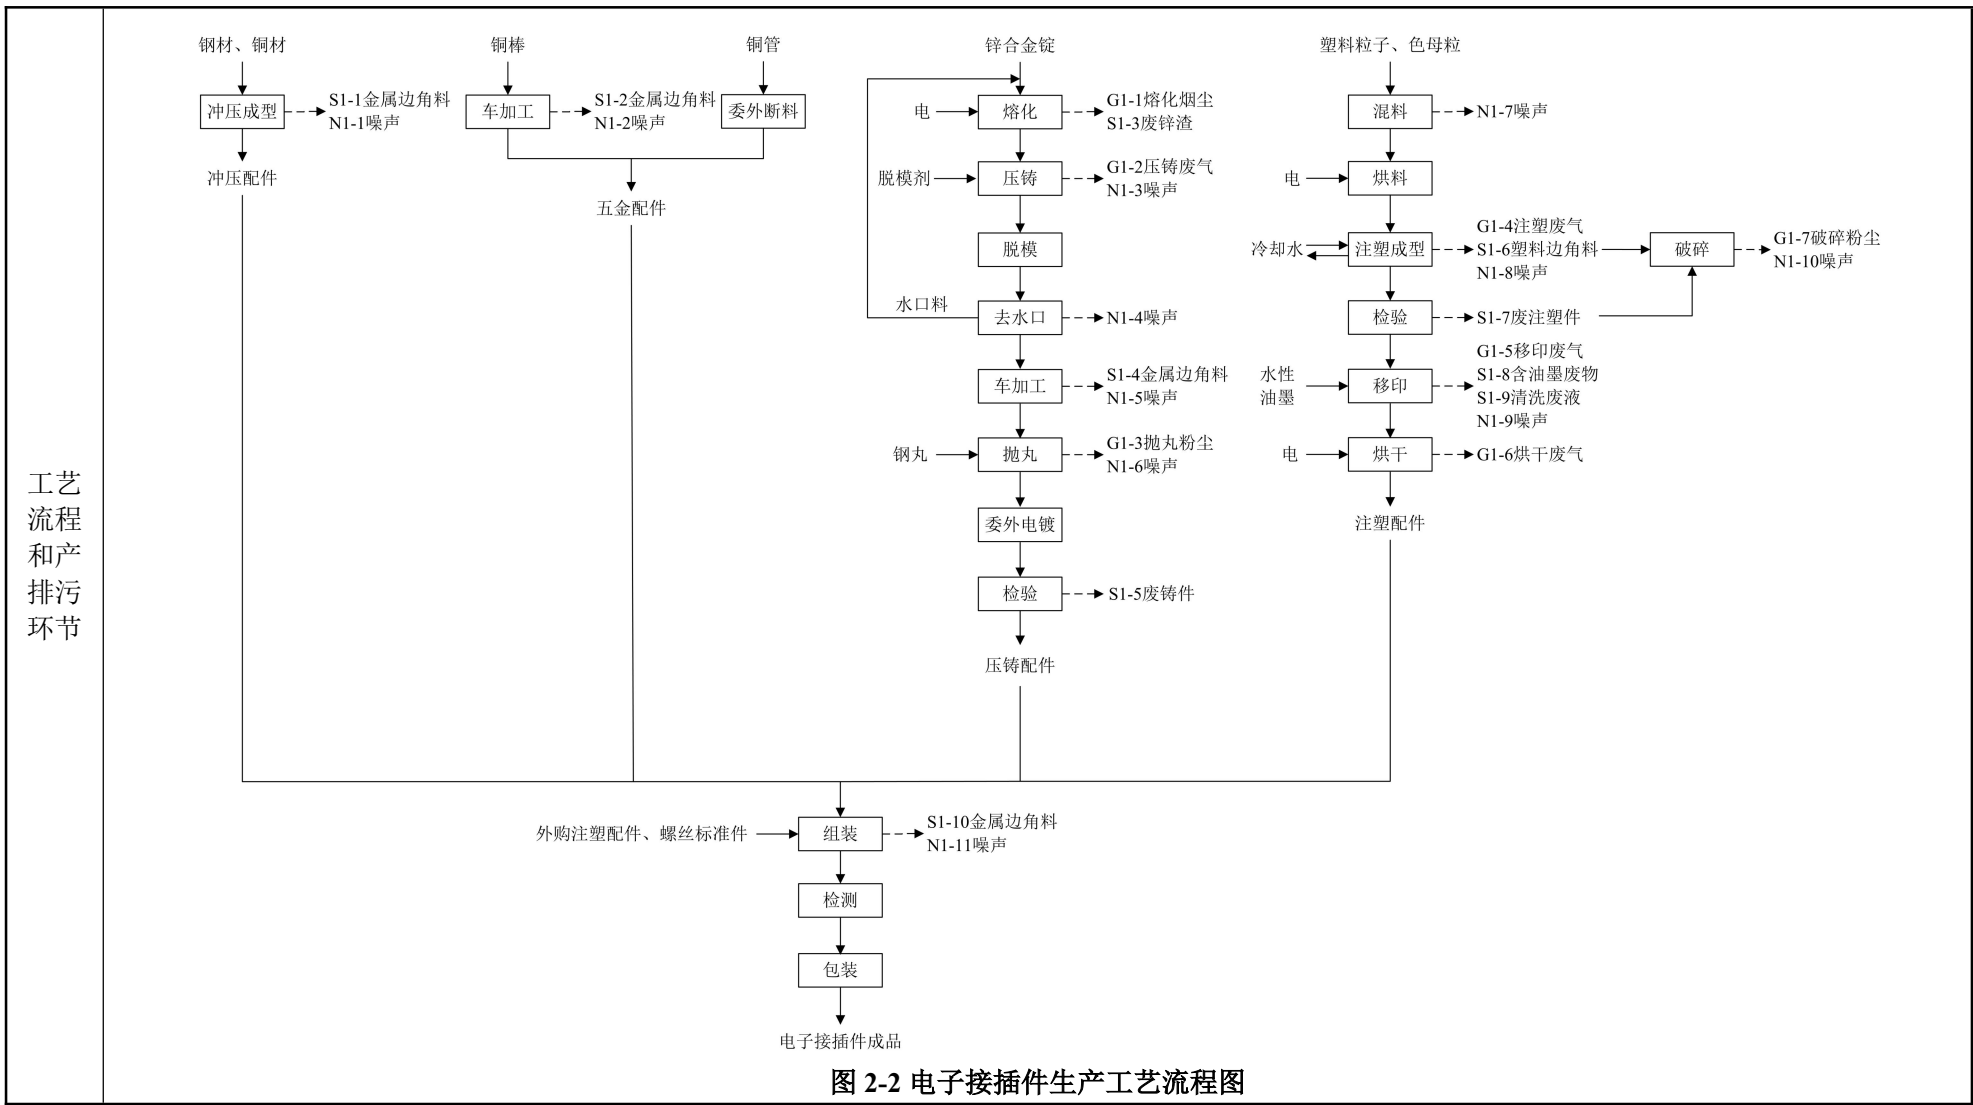 工艺
流程
和产
排污
环节
钢材、铜材
冲压成型
S1-1金属边角料
N1-1噪声
冲压配件
铜棒
车加工
S1-2金属边角料
N1-2噪声
铜管
委外断料
五金配件
锌合金锭
电
熔化
G1-1熔化烟尘
S1-3废锌渣
脱模剂
压铸
G1-2压铸废气
N1-3噪声
脱模
水口料
去水口
N1-4噪声
车加工
S1-4金属边角料
N1-5噪声
钢丸
抛丸
G1-3抛丸粉尘
N1-6噪声
委外电镀
检验
S1-5废铸件
压铸配件
塑料粒子、色母粒
混料
N1-7噪声
电
烘料
冷却水
注塑成型
G1-4注塑废气
S1-6塑料边角料
N1-8噪声
破碎
G1-7破碎粉尘
N1-10噪声
检验
S1-7废注塑件
水性
油墨
移印
G1-5移印废气
S1-8含油墨废物
S1-9清洗废液
N1-9噪声
电
烘干
G1-6烘干废气
注塑配件
外购注塑配件、螺丝标准件
组装
S1-10金属边角料
N1-11噪声
检测
包装
电子接插件成品
图 2-2 电子接插件生产工艺流程图